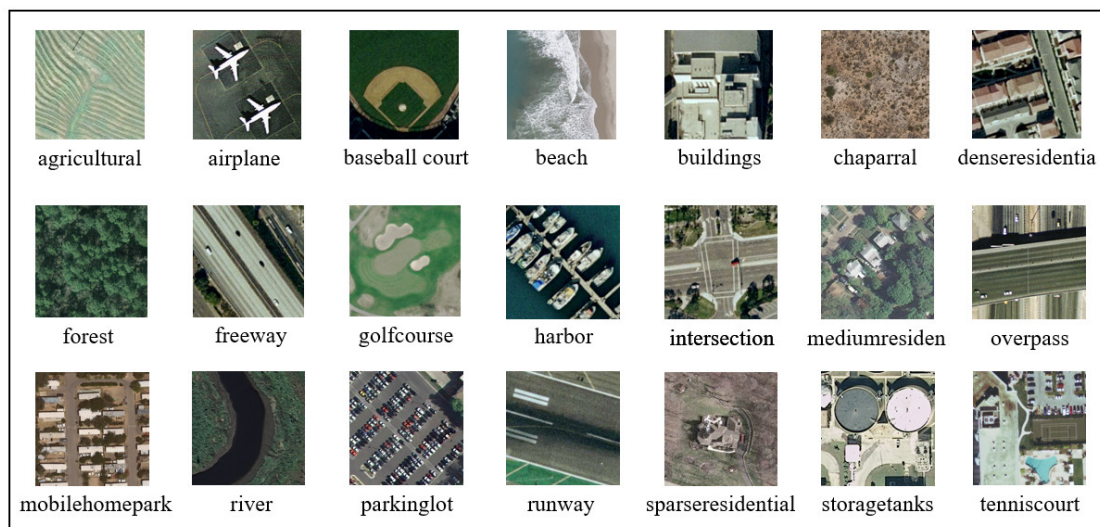 agricultural airplane baseball court beach buildings chaparral denseresidentia
forest freeway golfcourse harbor intersection mediumresiden overpass
mobilehomepark river parkinglot runway sparseresidential storagetanks tenniscourt